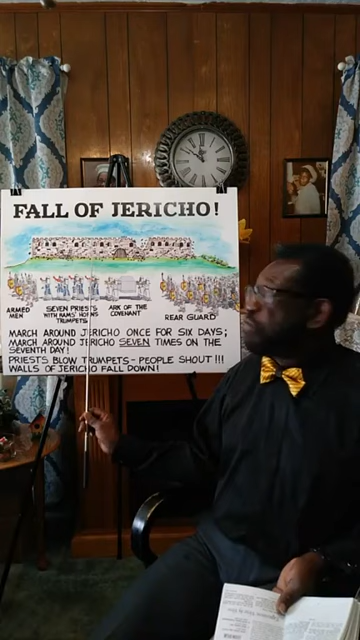 FALL OF JERICHO!
ARMED MEN
SEVEN PRIESTS WITH RAMS' HORNS TRUMPETS
ARK OF THE COVENANT
REAR GUARD
MARCH AROUND JERICHO ONCE FOR SIX DAYS;
MARCH AROUND JERICHO SEVEN TIMES ON THE
SEVENTH DAY!
PRIESTS BLOW TRUMPETS - PEOPLE SHOUT!!!
WALLS OF JERICHO FALL DOWN!